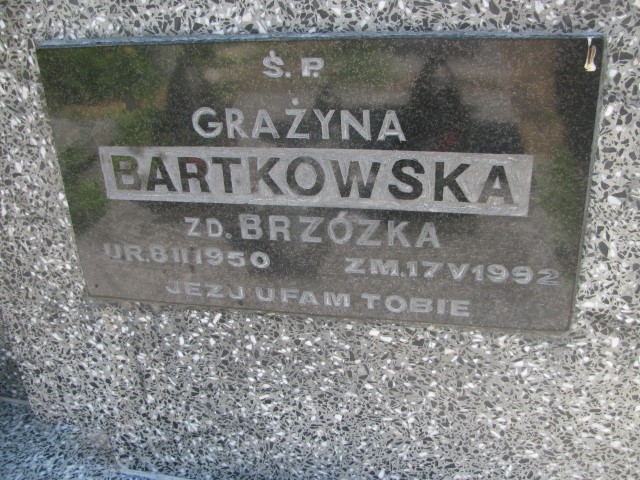 Ś.P.
GRAŻYNA
BARTKOWSKA
ZD. BRZÓZKA
UR.8 II 1950 ZM.17 V 1992
JEZU UFAM TOBIE